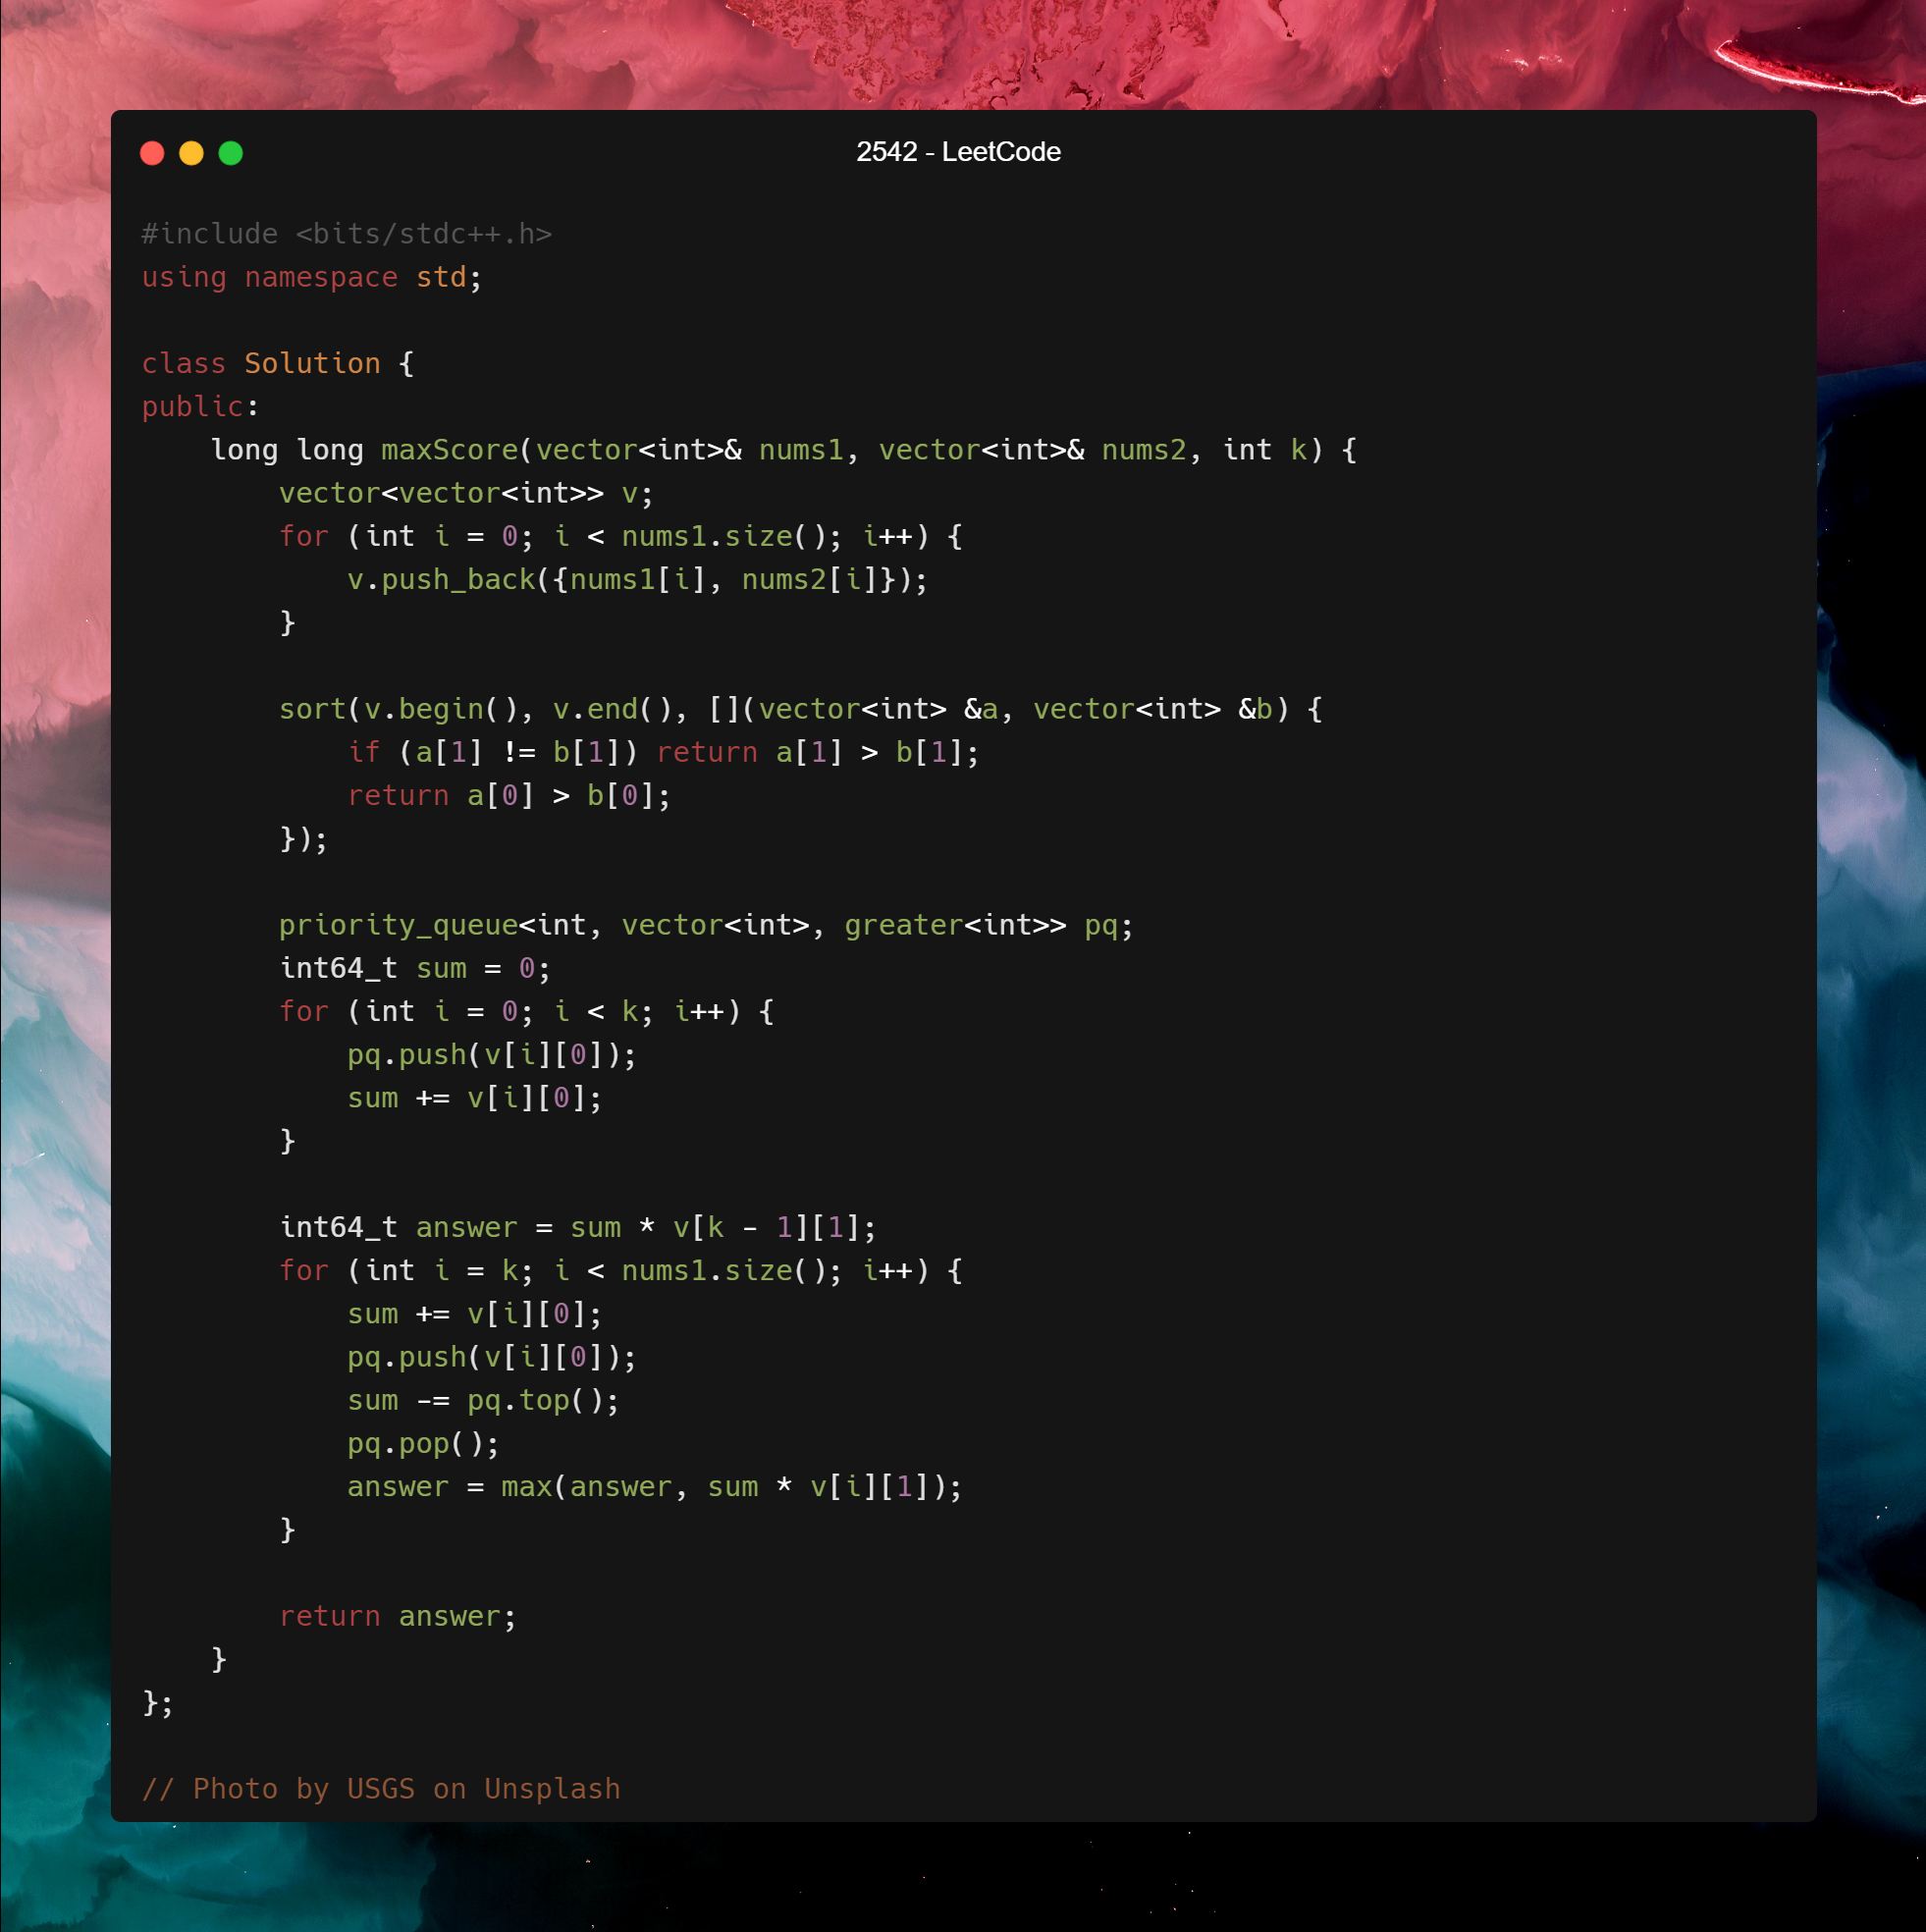 2542 - LeetCode
#include <bits/stdc++.h>
using namespace std;
class Solution {
public:
    long long maxScore(vector<int>& nums1, vector<int>& nums2, int k) {
        vector<vector<int>> v;
        for (int i = 0; i < nums1.size(); i++) {
            v.push_back({nums1[i], nums2[i]});
        }
        sort(v.begin(), v.end(), [](vector<int> &a, vector<int> &b) {
            if (a[1] != b[1]) return a[1] > b[1];
            return a[0] > b[0];
        });
        priority_queue<int, vector<int>, greater<int>> pq;
        int64_t sum = 0;
        for (int i = 0; i < k; i++) {
            pq.push(v[i][0]);
            sum += v[i][0];
        }
        int64_t answer = sum * v[k - 1][1];
        for (int i = k; i < nums1.size(); i++) {
            sum += v[i][0];
            pq.push(v[i][0]);
            sum -= pq.top();
            pq.pop();
            answer = max(answer, sum * v[i][1]);
        }
        return answer;
    }
};
// Photo by USGS on Unsplash